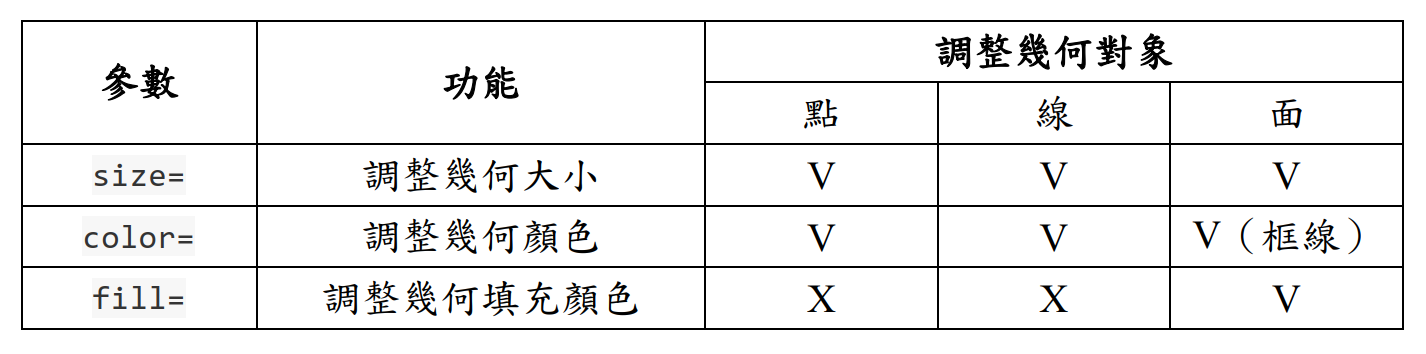 參數 功能 調整幾何對象
點 線 面
size= 調整幾何大小 V V V
color= 調整幾何顏色 V V V（框線）
fill= 調整幾何填充顏色 X X V